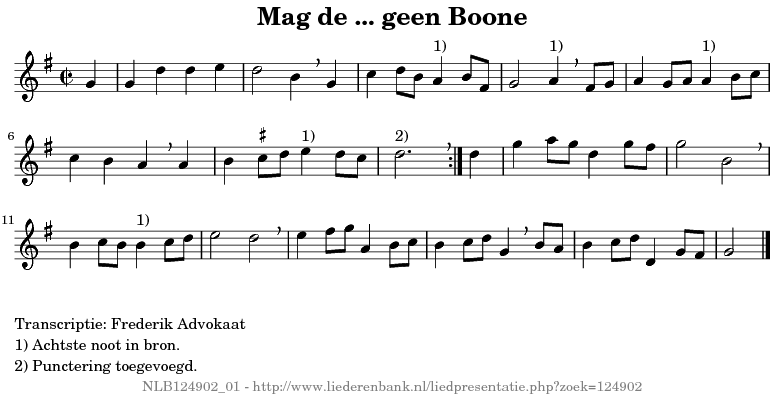 Mag de ... geen Boone
1) 1) 1)
6 ♯ 1) 2)
11 1)
Transcriptie: Frederik Advokaat
1) Achtste noot in bron.
2) Punctering toegevoegd.
NLB124902_01 - http://www.liederenbank.nl/liedpresentatie.php?zoek=124902